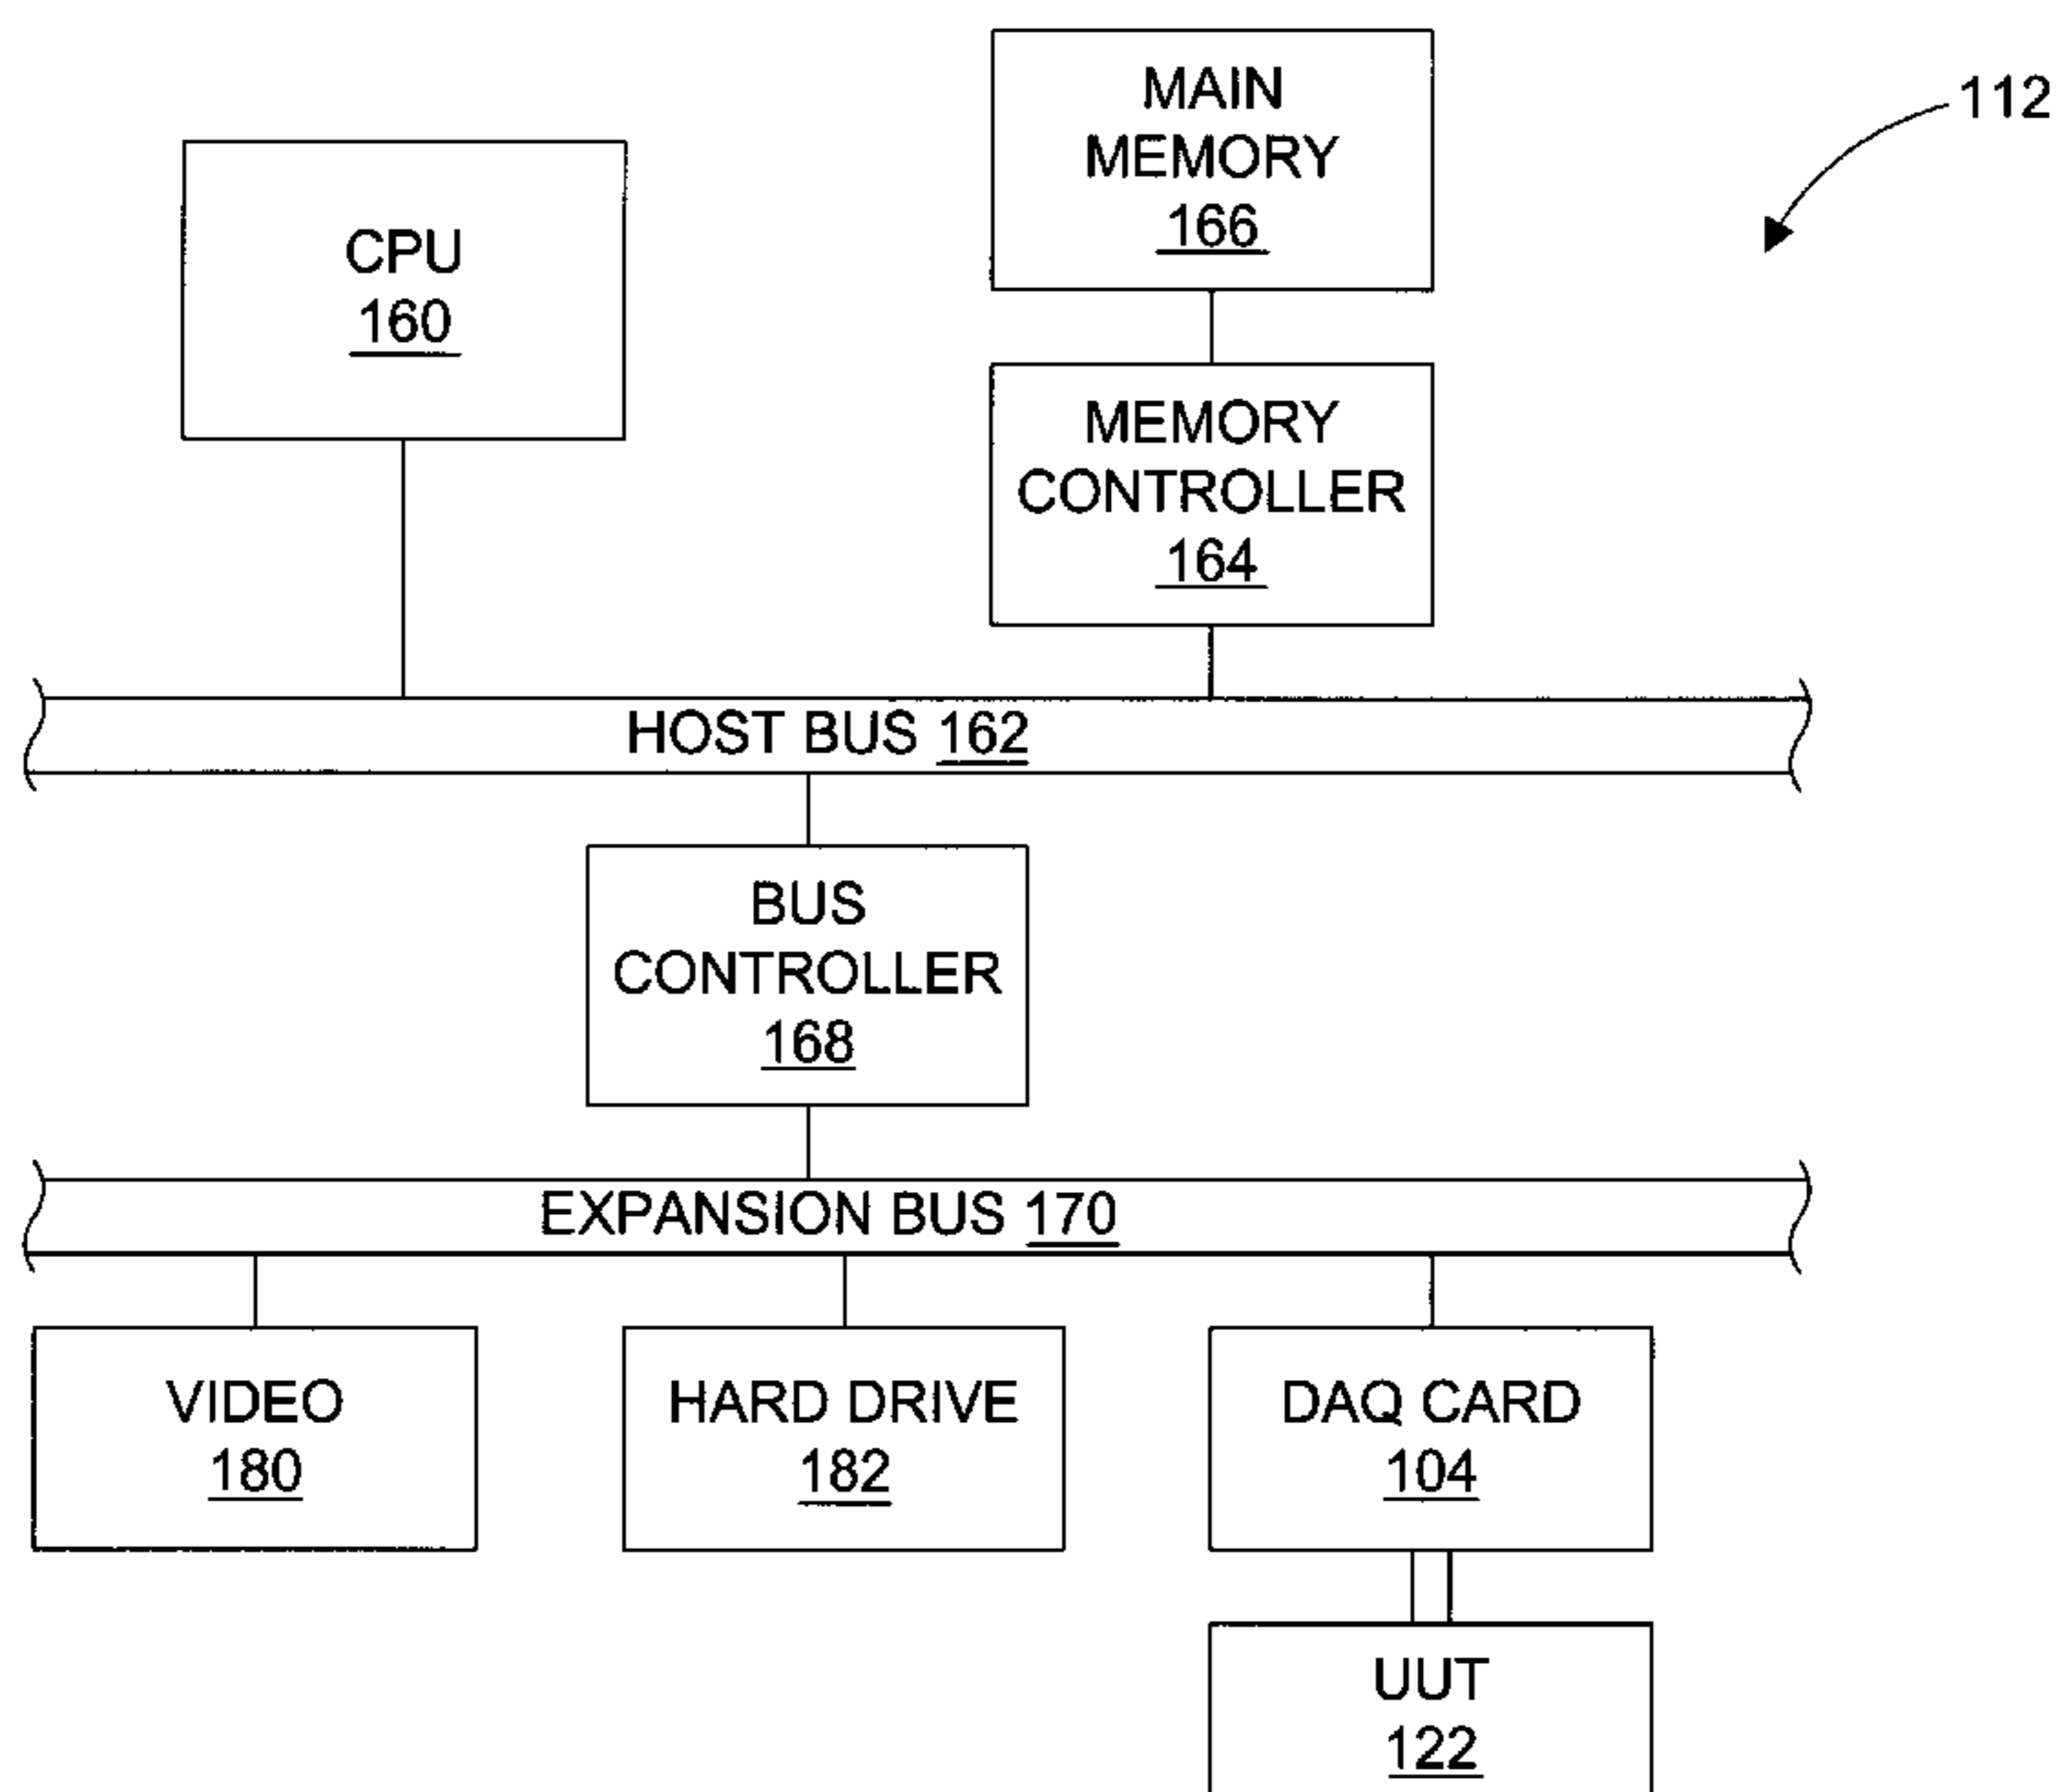 MAIN
MEMORY
166
112
CPU
160
MEMORY
CONTROLLER
164
HOST BUS 162
BUS
CONTROLLER
168
EXPANSION BUS 170
VIDEO
180
HARD DRIVE
182
DAQ CARD
104
UUT
122